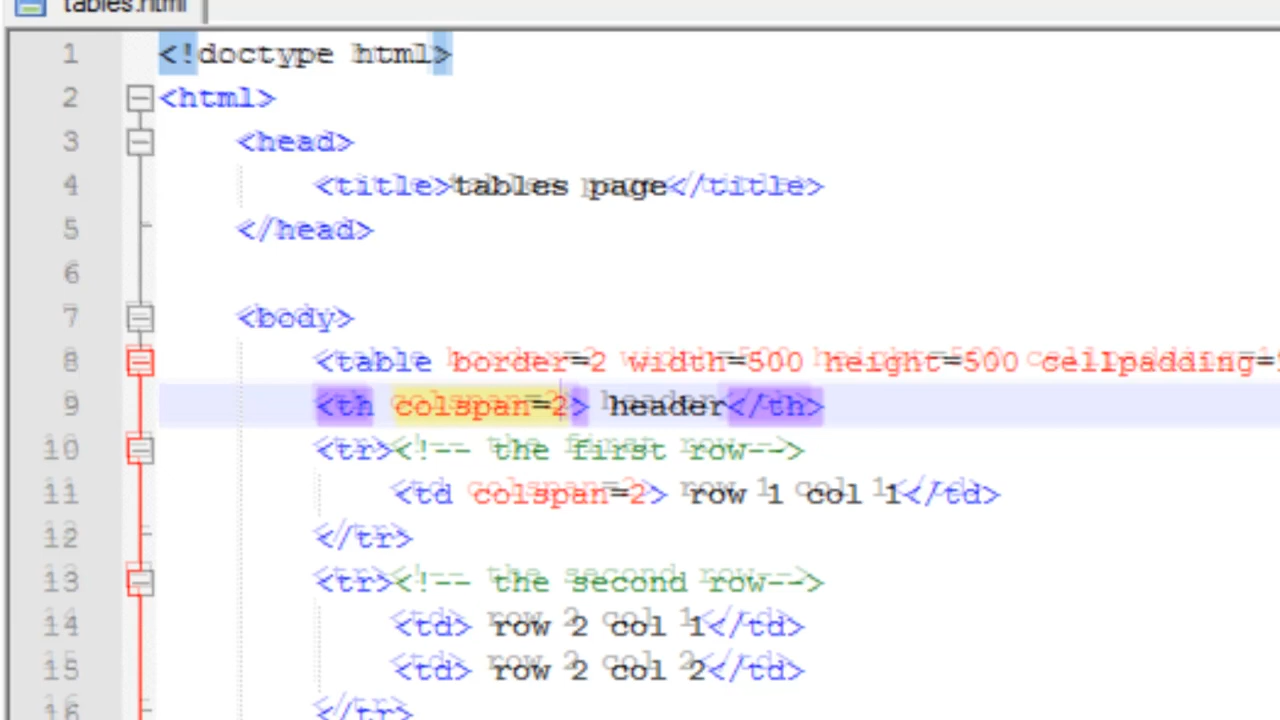 tables.html
1 <!doctype html>
2 <html>
3 <head>
4 <title>tables page</title>
5 </head>
6
7 <body>
8 <table border=2 width=500 height=500 cellpadding=
9 <th colspan=2> header</th>
10 <tr><!-- the first row-->
11 <td colspan=2> row 1 col 1</td>
12 </tr>
13 <tr><!-- the second row-->
14 <td> row 2 col 1</td>
15 <td> row 2 col 2</td>
16 </tr>